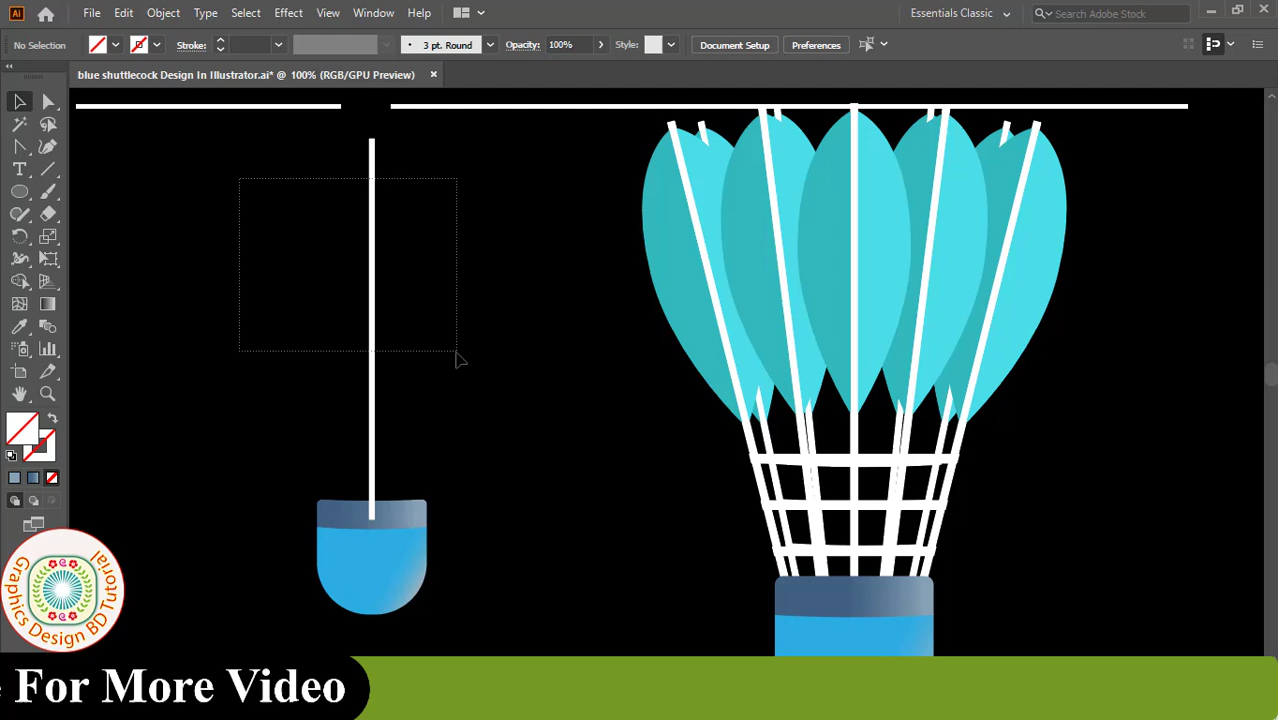 Ai File Edit Object Type Select Effect View Window Help Essentials Classic Search Adobe Stock
No Selection Stroke: 3 pt. Round Opacity: 100% Style: Document Setup Preferences
blue shuttlecock Design In Illustrator.ai* @ 100% (RGB/GPU Preview)
Graphics Design BD Tutorial
e For More Video